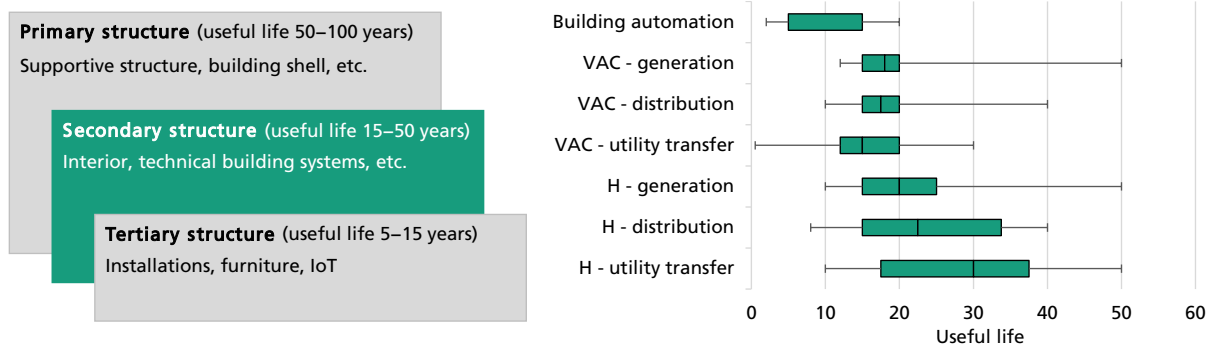 Primary structure (useful life 50–100 years)
Supportive structure, building shell, etc.
Secondary structure (useful life 15–50 years)
Interior, technical building systems, etc.
Tertiary structure (useful life 5–15 years)
Installations, furniture, IoT
Building automation
VAC - generation
VAC - distribution
VAC - utility transfer
H - generation
H - distribution
H - utility transfer
0 10 20 30 40 50 60
Useful life